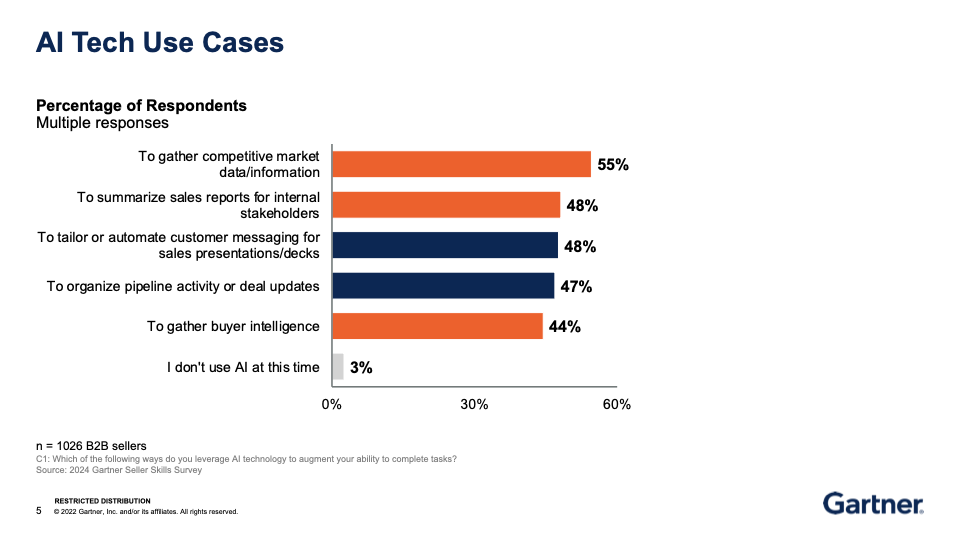 AI Tech Use Cases
Percentage of Respondents
Multiple responses
To gather competitive market
data/information
55%
To summarize sales reports for internal
stakeholders
48%
To tailor or automate customer messaging for
sales presentations/decks
48%
To organize pipeline activity or deal updates
47%
To gather buyer intelligence
44%
I don't use AI at this time
3%
0% 30% 60%
n = 1026 B2B sellers
C1: Which of the following ways do you leverage AI technology to augment your ability to complete tasks?
Source: 2024 Gartner Seller Skills Survey
RESTRICTED DISTRIBUTION
5 © 2022 Gartner, Inc. and/or its affiliates. All rights reserved.
Gartner.